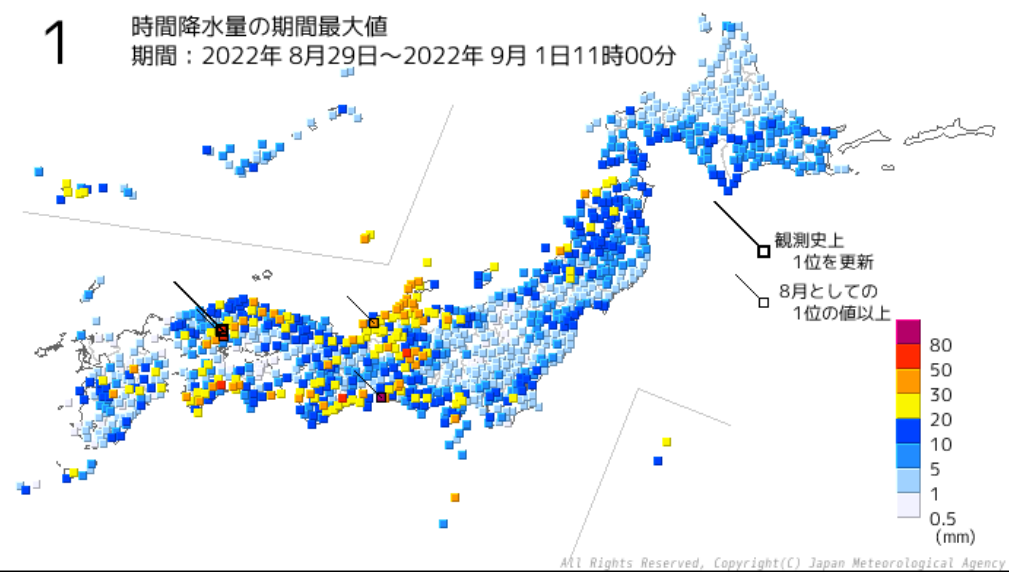 1
時間降水量の期間最大値
期間：2022年 8月29日～2022年 9月 1日11時00分
観測史上
1位を更新
8月としての
1位の値以上
80
50
30
20
10
5
1
0.5
(mm)
All Rights Reserved, Copyright(C) Japan Meteorological Agency